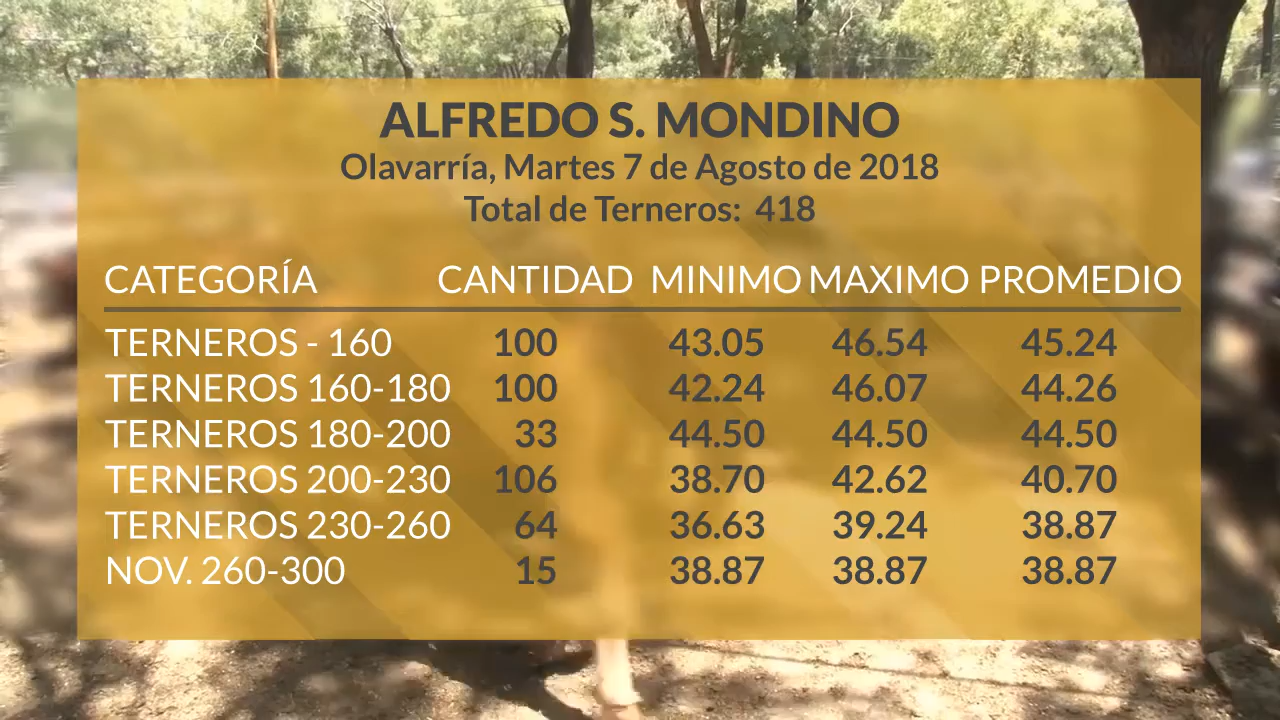 ALFREDO S. MONDINO
Olavarría, Martes 7 de Agosto de 2018
Total de Terneros: 418
CATEGORÍA CANTIDAD MINIMO MAXIMO PROMEDIO
TERNEROS - 160 100 43.05 46.54 45.24
TERNEROS 160-180 100 42.24 46.07 44.26
TERNEROS 180-200 33 44.50 44.50 44.50
TERNEROS 200-230 106 38.70 42.62 40.70
TERNEROS 230-260 64 36.63 39.24 38.87
NOV. 260-300 15 38.87 38.87 38.87